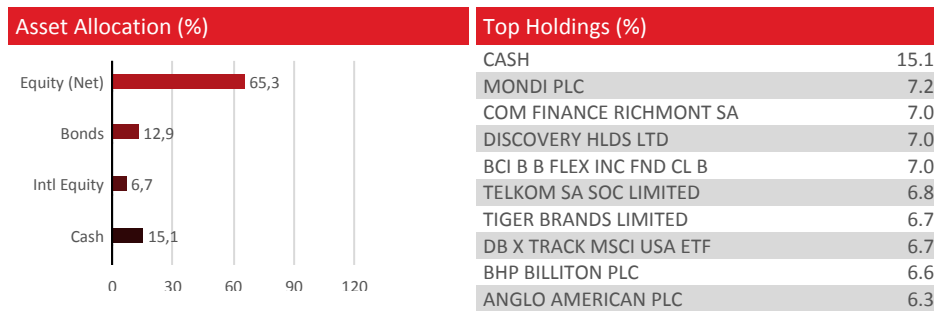 Asset Allocation (%)
Equity (Net) 65,3
Bonds 12,9
Intl Equity 6,7
Cash 15,1
0 30 60 90 120
Top Holdings (%)
CASH 15.1
MONDI PLC 7.2
COM FINANCE RICHMONT SA 7.0
DISCOVERY HLDS LTD 7.0
BCI B B FLEX INC FND CL B 7.0
TELKOM SA SOC LIMITED 6.8
TIGER BRANDS LIMITED 6.7
DB X TRACK MSCI USA ETF 6.7
BHP BILLITON PLC 6.6
ANGLO AMERICAN PLC 6.3